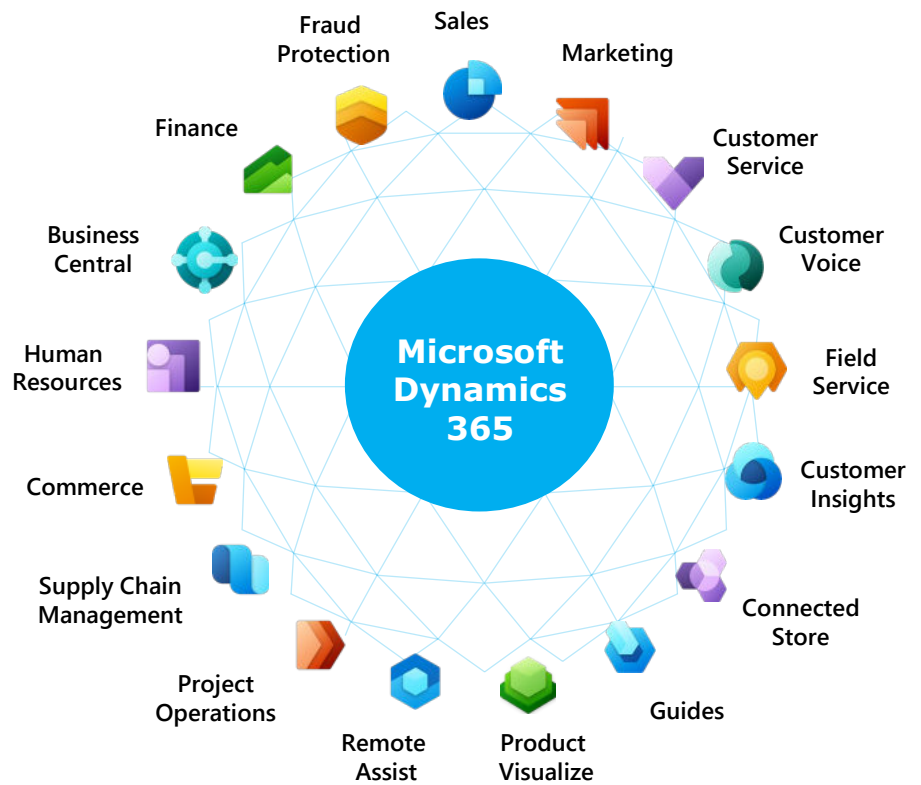 Sales
Marketing
Customer
Service
Customer
Voice
Field
Service
Customer
Insights
Connected
Store
Guides
Product
Visualize
Remote
Assist
Project
Operations
Supply Chain
Management
Commerce
Human
Resources
Business
Central
Finance
Fraud
Protection
Microsoft
Dynamics
365